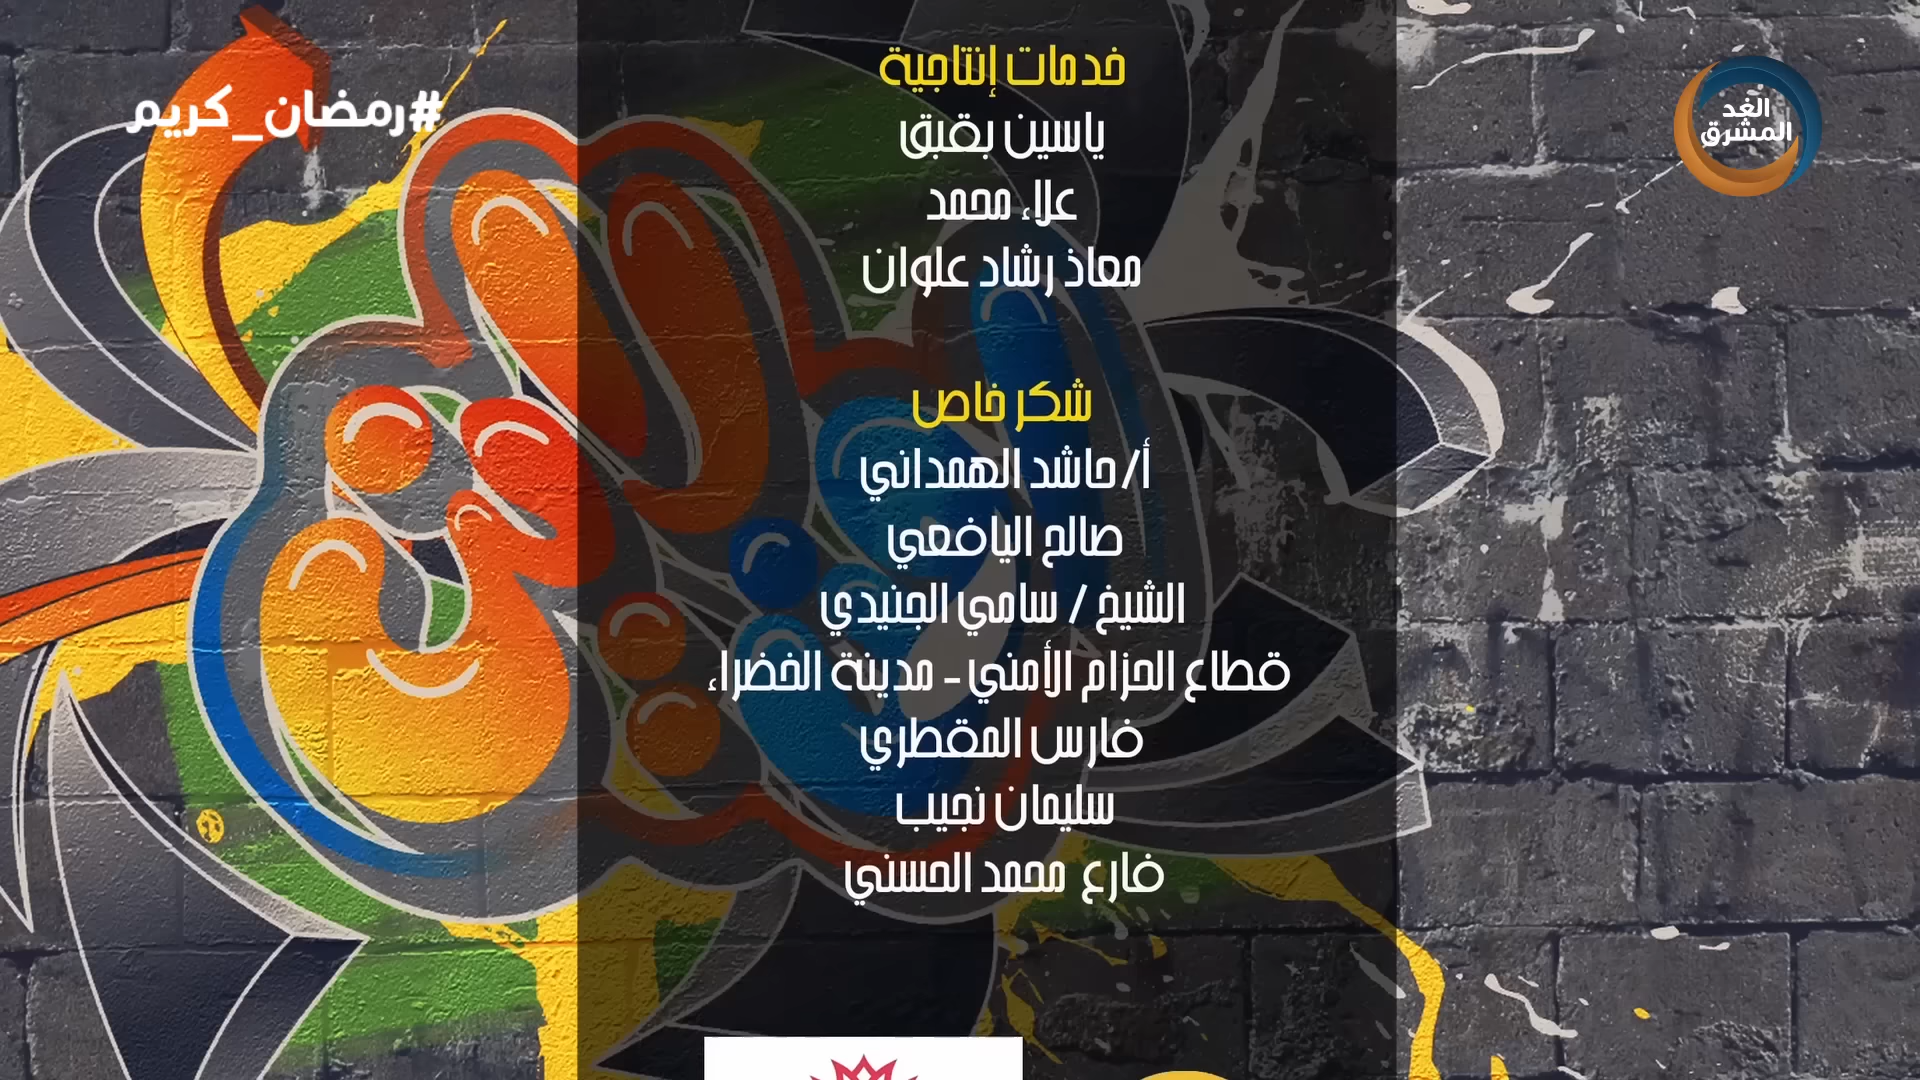 #رمضان_كريم
الغد
المشرق
خدمات إنتاجية
ياسين بقبق
علاء محمد
معاذ رشاد علوان
شكر خاص
أ/حاشد الهمداني
صالح اليافعي
الشيخ / سامي الجنيدي
قطاع الحزام الأمني - مدينة الخضراء
فارس المقطري
سليمان نجيب
فارع محمد الحسني